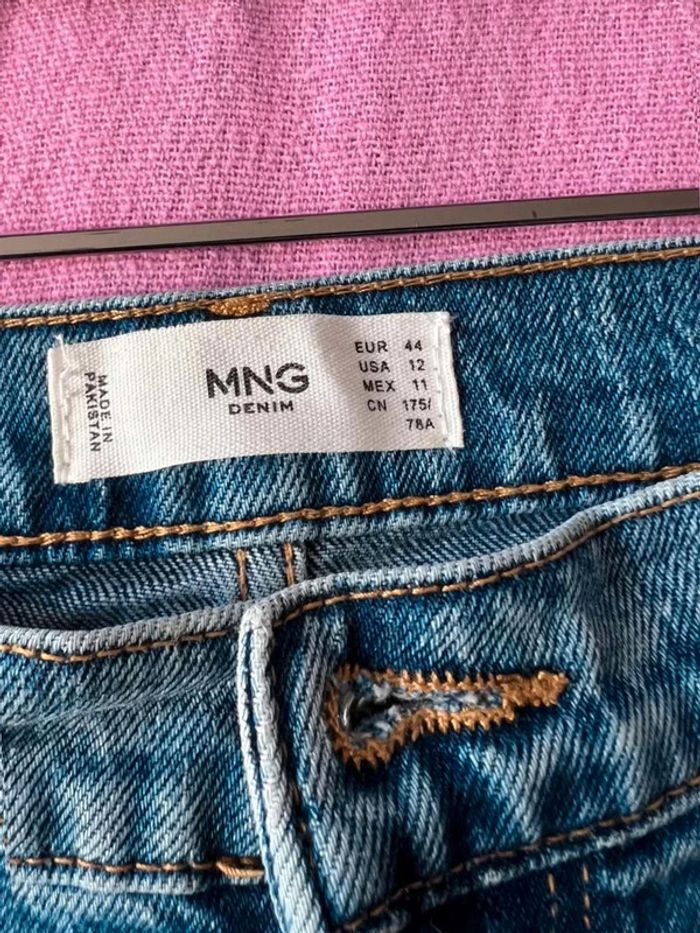 MADE IN
PAKISTAN
MNG
DENIM
EUR 44
USA 12
MEX 11
CN 175/
78A